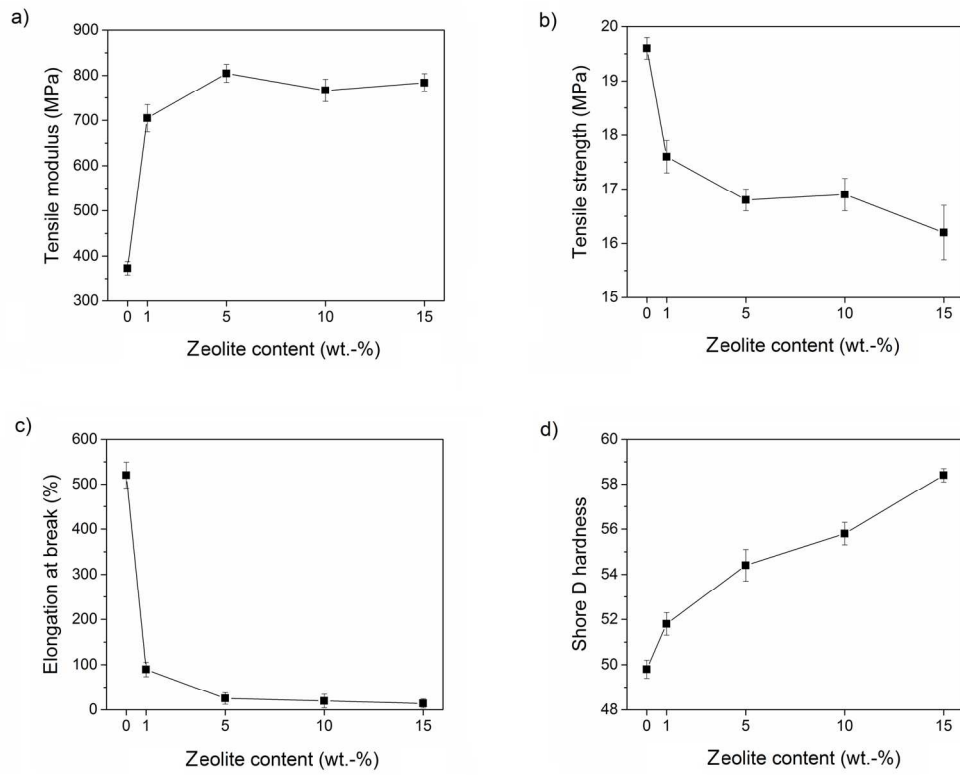 a)
Tensile modulus (MPa)
900
800
700
600
500
400
300
0 1 5 10 15
Zeolite content (wt.-%)
b)
Tensile strength (MPa)
20
19
18
17
16
15
0 1 5 10 15
Zeolite content (wt.-%)
c)
Elongation at break (%)
600
500
400
300
200
100
0
0 1 5 10 15
Zeolite content (wt.-%)
d)
Shore D hardness
60
58
56
54
52
50
48
0 1 5 10 15
Zeolite content (wt.-%)